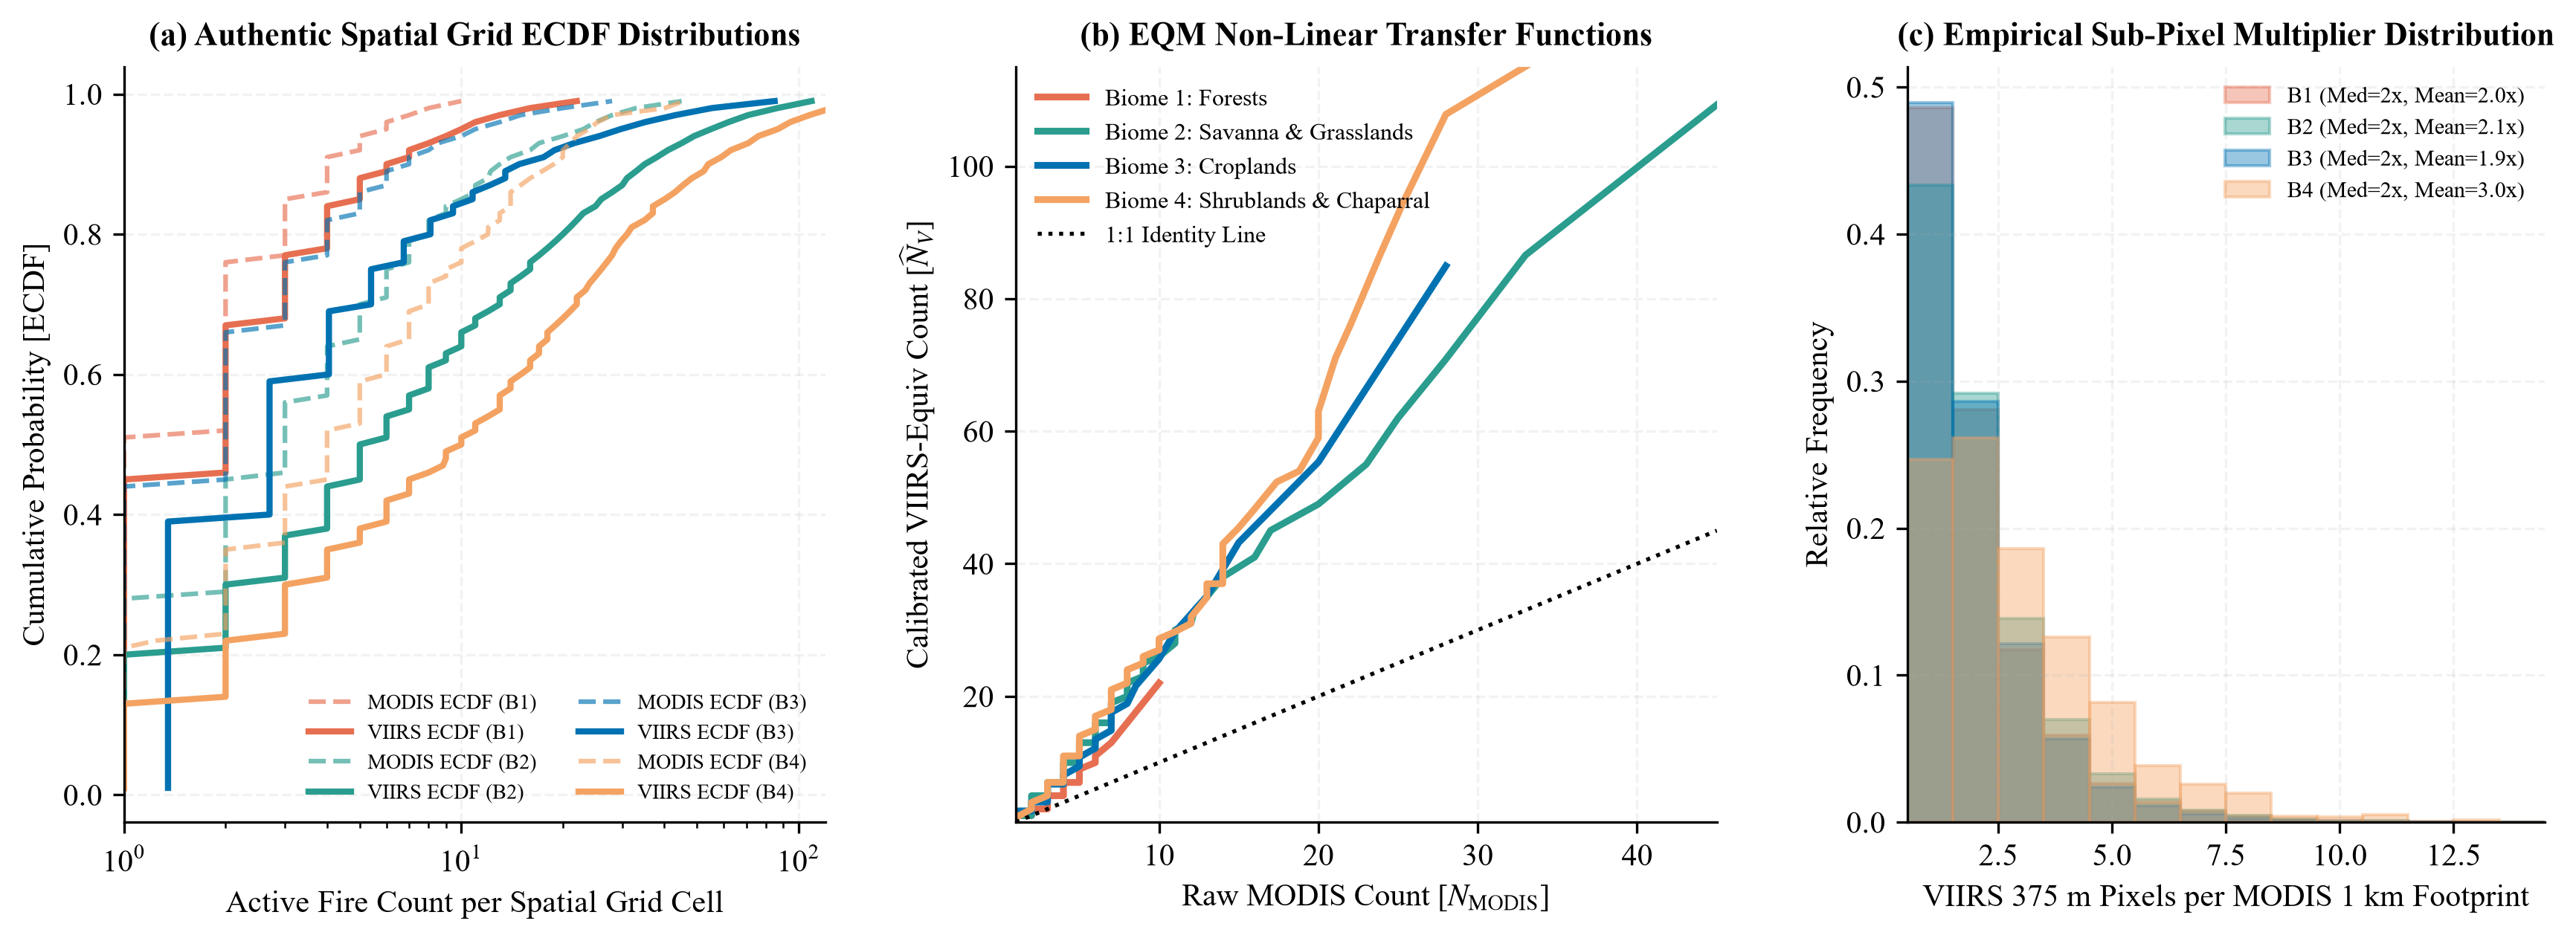 (a) Authentic Spatial Grid ECDF Distributions
Cumulative Probability [ECDF]
1.0
0.8
0.6
0.4
0.2
0.0
MODIS ECDF (B1)
VIIRS ECDF (B1)
MODIS ECDF (B2)
VIIRS ECDF (B2)
MODIS ECDF (B3)
VIIRS ECDF (B3)
MODIS ECDF (B4)
VIIRS ECDF (B4)
10⁰ 10¹ 10²
Active Fire Count per Spatial Grid Cell
(b) EQM Non-Linear Transfer Functions
Calibrated VIIRS-Equiv Count [N̂_V]
100
80
60
40
20
Biome 1: Forests
Biome 2: Savanna & Grasslands
Biome 3: Croplands
Biome 4: Shrublands & Chaparral
1:1 Identity Line
10 20 30 40
Raw MODIS Count [N_MODIS]
(c) Empirical Sub-Pixel Multiplier Distribution
Relative Frequency
0.5
0.4
0.3
0.2
0.1
0.0
B1 (Med=2x, Mean=2.0x)
B2 (Med=2x, Mean=2.1x)
B3 (Med=2x, Mean=1.9x)
B4 (Med=2x, Mean=3.0x)
2.5 5.0 7.5 10.0 12.5
VIIRS 375 m Pixels per MODIS 1 km Footprint